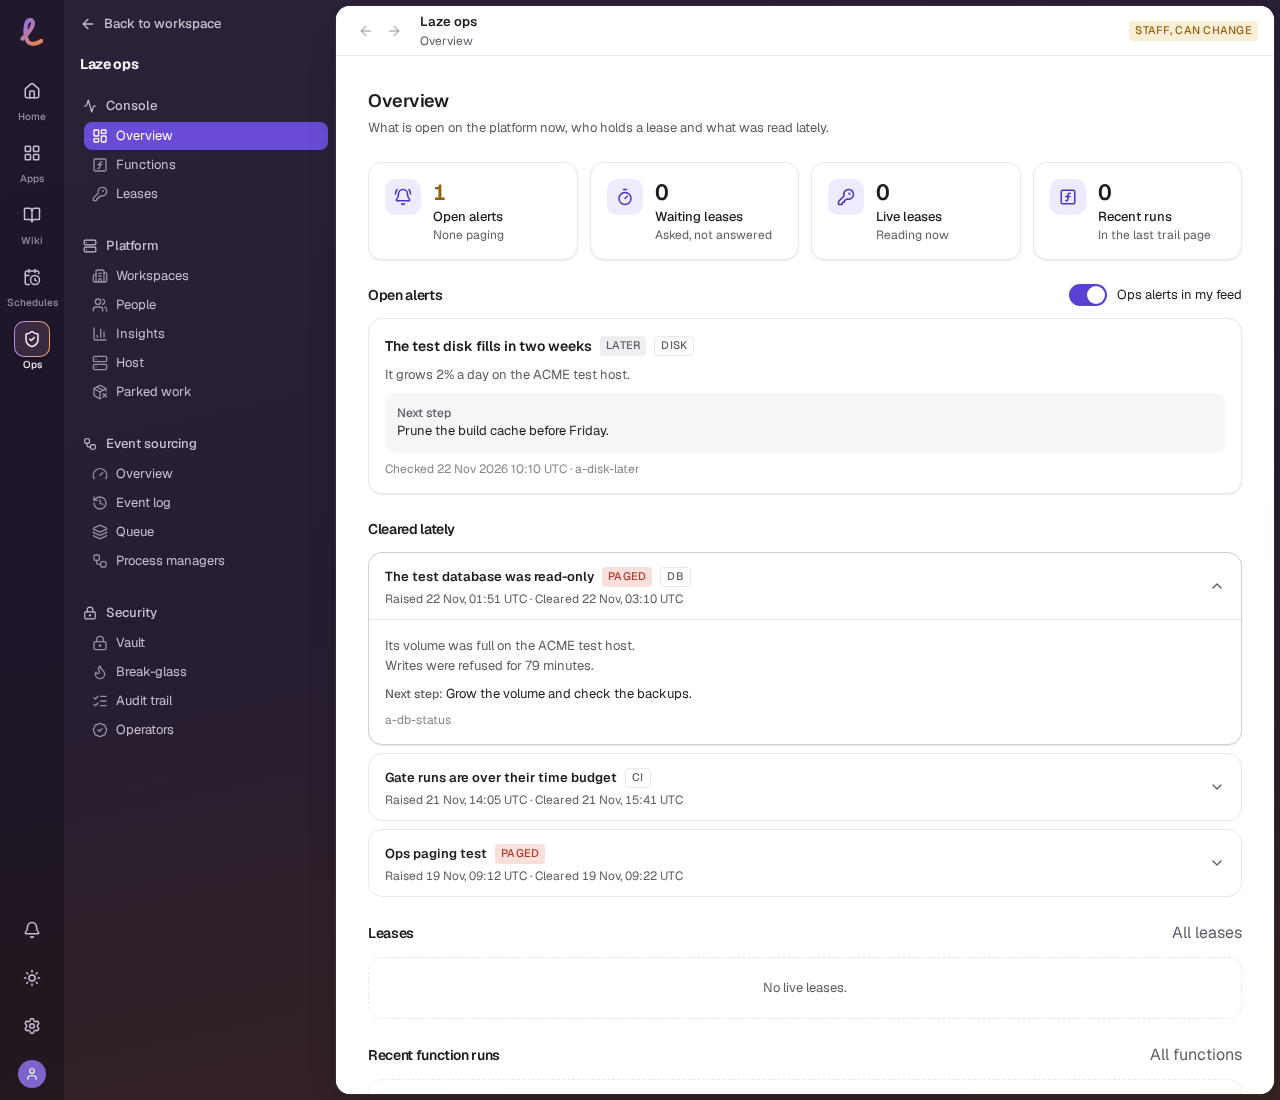 Back to workspace
Laze ops
Console
Overview
Functions
Leases
Platform
Workspaces
People
Insights
Host
Parked work
Event sourcing
Overview
Event log
Queue
Process managers
Security
Vault
Break-glass
Audit trail
Operators
Home
Apps
Wiki
Schedules
Ops
Laze ops
Overview
STAFF, CAN CHANGE
Overview
What is open on the platform now, who holds a lease and what was read lately.
1
Open alerts
None paging
0
Waiting leases
Asked, not answered
0
Live leases
Reading now
0
Recent runs
In the last trail page
Open alerts
Ops alerts in my feed
The test disk fills in two weeks LATER DISK
It grows 2% a day on the ACME test host.
Next step
Prune the build cache before Friday.
Checked 22 Nov 2026 10:10 UTC · a-disk-later
Cleared lately
The test database was read-only PAGED DB
Raised 22 Nov, 01:51 UTC · Cleared 22 Nov, 03:10 UTC
Its volume was full on the ACME test host.
Writes were refused for 79 minutes.
Next step: Grow the volume and check the backups.
a-db-status
Gate runs are over their time budget CI
Raised 21 Nov, 14:05 UTC · Cleared 21 Nov, 15:41 UTC
Ops paging test PAGED
Raised 19 Nov, 09:12 UTC · Cleared 19 Nov, 09:22 UTC
Leases
All leases
No live leases.
Recent function runs
All functions